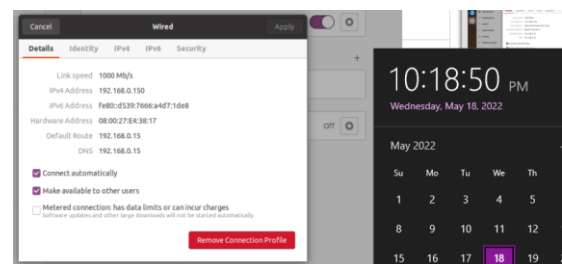 Cancel Wired Apply
Details Identity IPv4 IPv6 Security
Link speed 1000 Mb/s
IPv4 Address 192.168.0.150
IPv6 Address fe80::d539:7666:a4d7:1de8
Hardware Address 08:00:27:E4:38:17
Default Route 192.168.0.15
DNS 192.168.0.15
Connect automatically
Make available to other users
Metered connection: has data limits or can incur charges
Software updates and other large downloads will not be started automatically.
Remove Connection Profile
+
Off
10:18:50 PM
Wednesday, May 18, 2022
May 2022
Su Mo Tu We Th
1 2 3 4 5
8 9 10 11 12
15 16 17 18 19